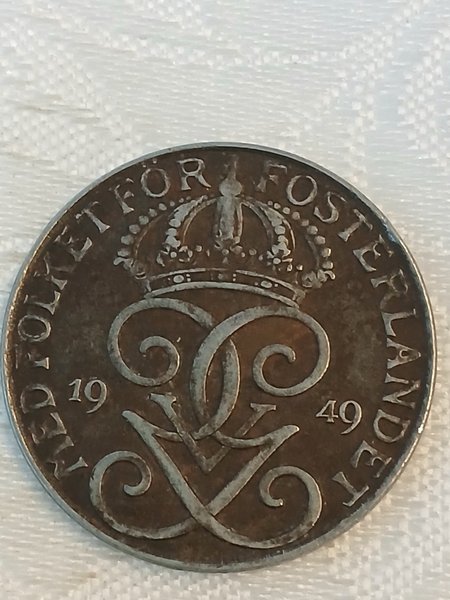 MED FOLKET FÖR FOSTERLANDET
19 49